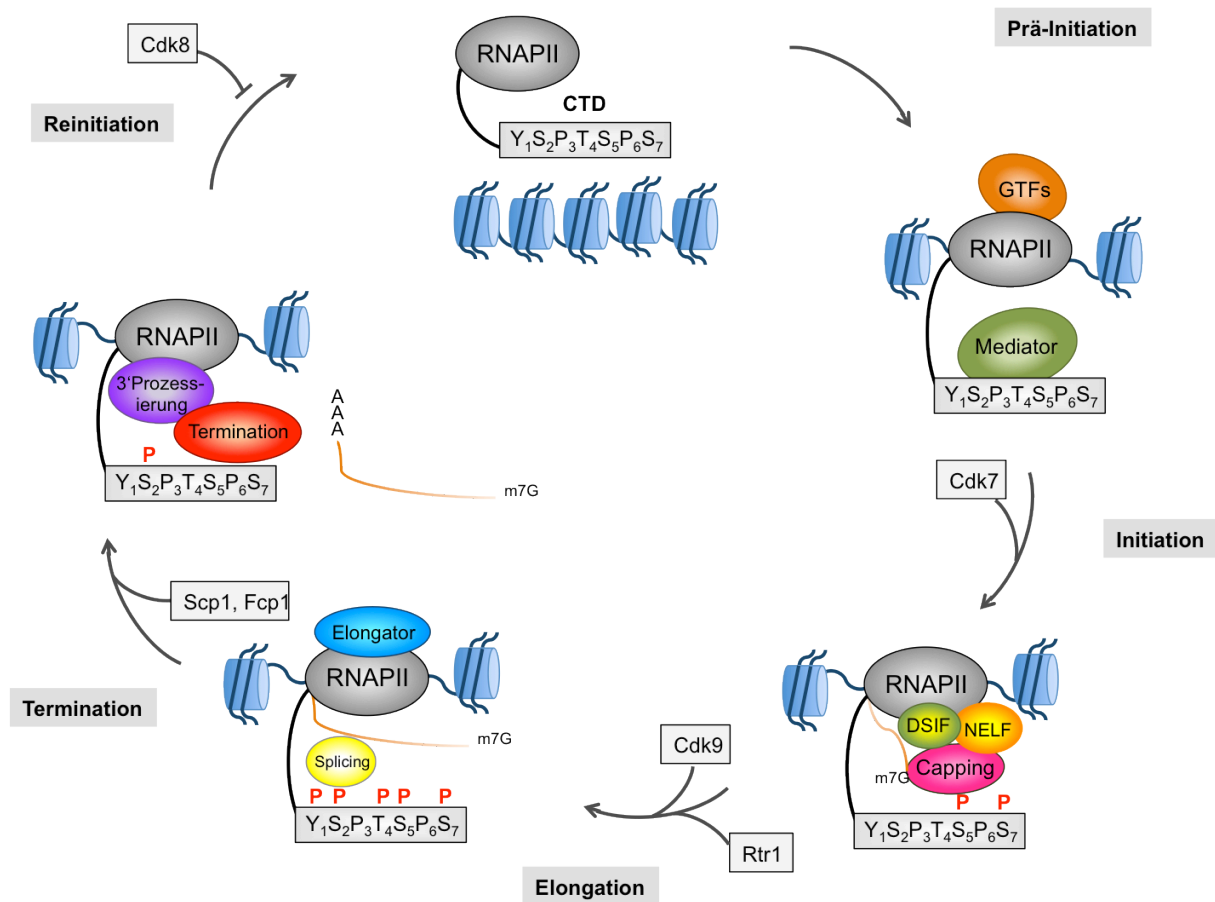 Cdk8
RNAPII
Prä-Initiation
Reinitiation
CTD
Y₁S₂P₃T₄S₅P₆S₇
GTFs
RNAPII
Mediator
Y₁S₂P₃T₄S₅P₆S₇
RNAPII
3'Prozess-
ierung
Termination
P
Y₁S₂P₃T₄S₅P₆S₇
A
A
A
m7G
Cdk7
Initiation
Scp1, Fcp1
Termination
Elongator
RNAPII
m7G
Splicing
P P P P P
Y₁S₂P₃T₄S₅P₆S₇
RNAPII
DSIF
NELF
m7G
Capping
P P
Y₁S₂P₃T₄S₅P₆S₇
Cdk9
Rtr1
Elongation